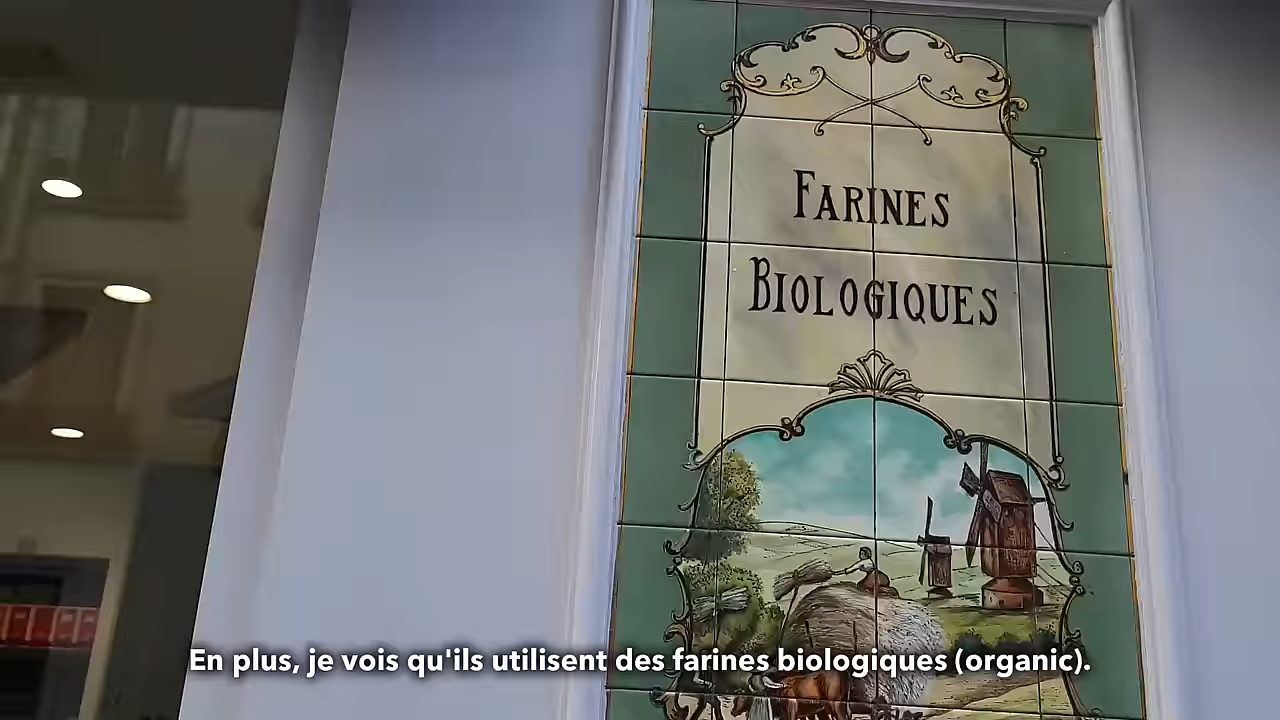 FARINES
BIOLOGIQUES
En plus, je vois qu'ils utilisent des farines biologiques (organic).